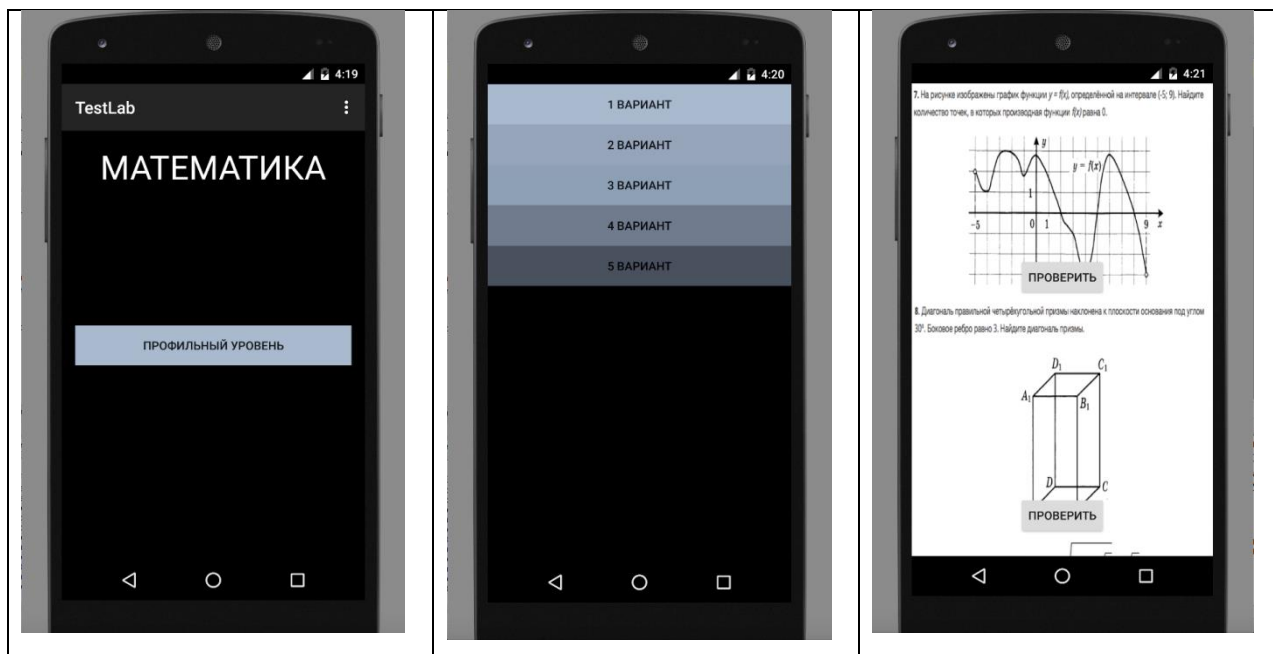 4:19
TestLab
МАТЕМАТИКА
ПРОФИЛЬНЫЙ УРОВЕНЬ
4:20
1 ВАРИАНТ
2 ВАРИАНТ
3 ВАРИАНТ
4 ВАРИАНТ
5 ВАРИАНТ
4:21
7. На рисунке изображены график функции y = f(x), определённой на интервале (-5; 9). Найдите
количество точек, в которых производная функции f(x) равна 0.
y
y = f(x)
1
-5 0 1 9 x
ПРОВЕРИТЬ
8. Диагональ правильной четырёхугольной призмы наклонена к плоскости основания под углом
30°. Боковое ребро равно 3. Найдите диагональ призмы.
D1 C1
A1 B1
D C
ПРОВЕРИТЬ